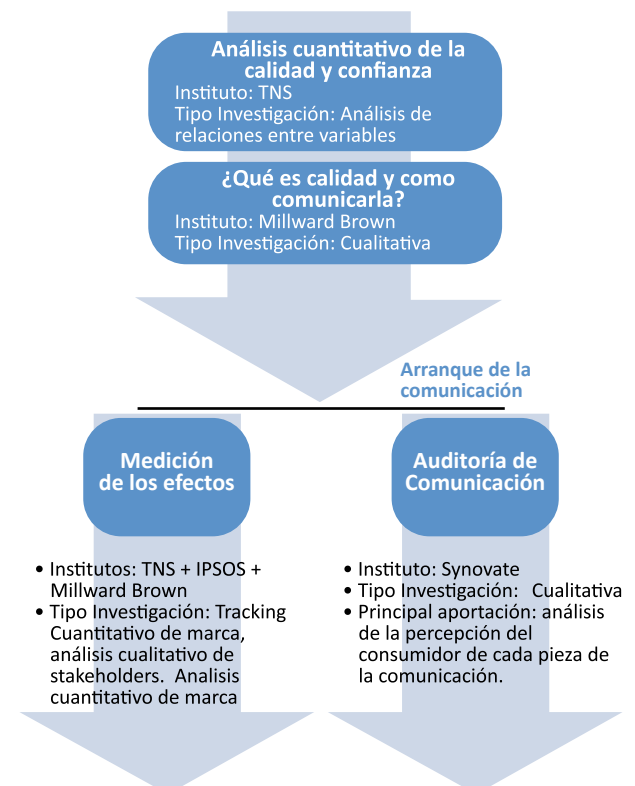 Análisis cuantitativo de la
calidad y confianza
Instituto: TNS
Tipo Investigación: Análisis de
relaciones entre variables
¿Qué es calidad y como
comunicarla?
Instituto: Millward Brown
Tipo Investigación: Cualitativa
Arranque de la
comunicación
Medición
de los efectos
• Institutos: TNS + IPSOS +
Millward Brown
• Tipo Investigación: Tracking
Cuantitativo de marca,
análisis cualitativo de
stakeholders. Analisis
cuantitativo de marca
Auditoría de
Comunicación
• Instituto: Synovate
• Tipo Investigación: Cualitativa
• Principal aportación: análisis
de la percepción del
consumidor de cada pieza de
la comunicación.